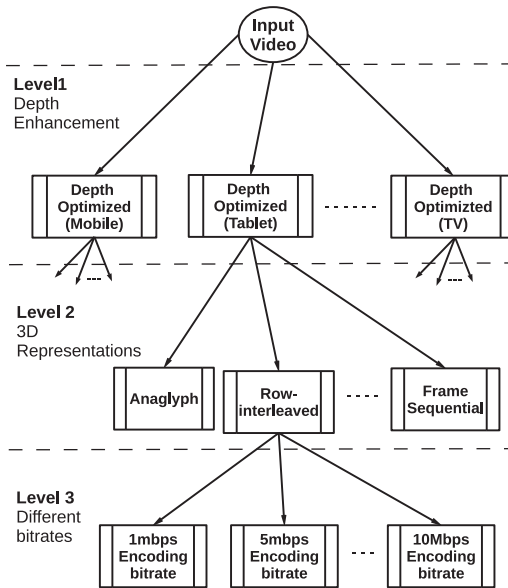 Input
Video
Level1
Depth
Enhancement
Depth
Optimized
(Mobile)
Depth
Optimized
(Tablet)
Depth
Optimizted
(TV)
Level 2
3D
Representations
Anaglyph
Row-
interleaved
Frame
Sequential
Level 3
Different
bitrates
1mbps
Encoding
bitrate
5mbps
Encoding
bitrate
10Mbps
Encoding
bitrate